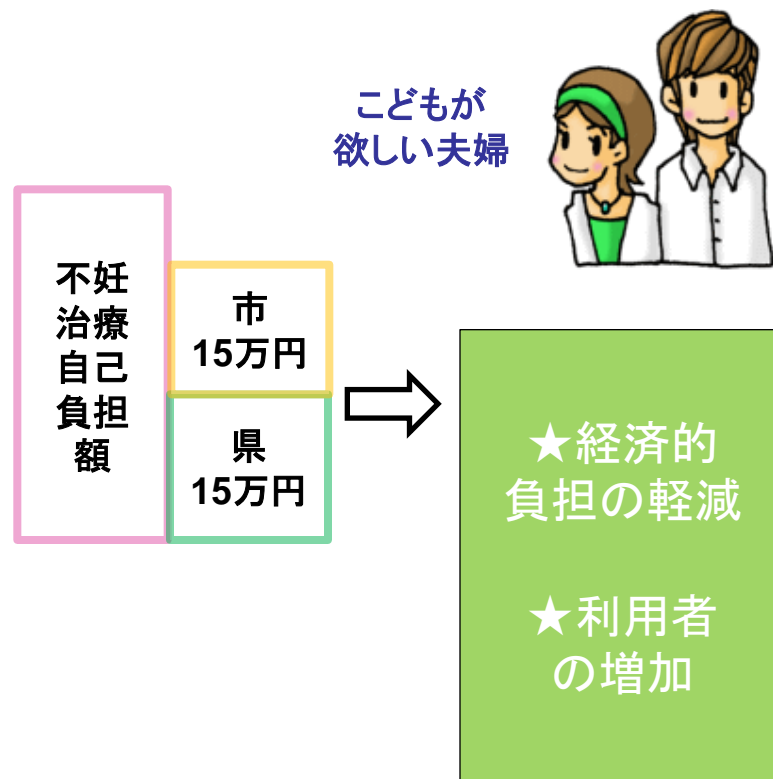 こどもが
欲しい夫婦
不妊
治療
自己
負担
額
市
15万円
県
15万円
★経済的
負担の軽減
★利用者
の増加